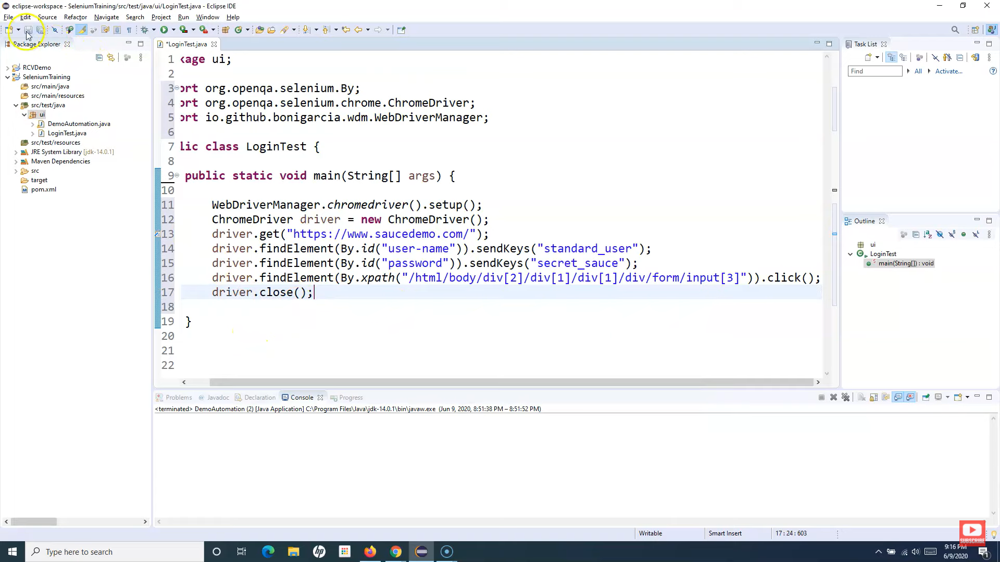 eclipse-workspace - SeleniumTraining/src/test/java/ui/LoginTest.java - Eclipse IDE
File Edit Source Refactor Navigate Search Project Run Window Help
Package Explorer
RCVDemo
SeleniumTraining
src/main/java
src/main/resources
src/test/java
ui
DemoAutomation.java
LoginTest.java
src/test/resources
JRE System Library [jdk-14.0.1]
Maven Dependencies
src
target
pom.xml
*LoginTest.java
1 kage ui;
2
3 ort org.openqa.selenium.By;
4 ort org.openqa.selenium.chrome.ChromeDriver;
5 ort io.github.bonigarcia.wdm.WebDriverManager;
6
7 lic class LoginTest {
8
9 public static void main(String[] args) {
10
11 WebDriverManager.chromedriver().setup();
12 ChromeDriver driver = new ChromeDriver();
13 driver.get("https://www.saucedemo.com/");
14 driver.findElement(By.id("user-name")).sendKeys("standard_user");
15 driver.findElement(By.id("password")).sendKeys("secret_sauce");
16 driver.findElement(By.xpath("/html/body/div[2]/div[1]/div[1]/div/form/input[3]")).click();
17 driver.close();
18
19 }
20
21
22
Task List
Find All Activate...
Outline
ui
LoginTest
main(String[]) : void
Problems @ Javadoc Declaration Console Progress
<terminated> DemoAutomation (2) [Java Application] C:\Program Files\Java\jdk-14.0.1\bin\javaw.exe (Jun 9, 2020, 8:51:38 PM – 8:51:52 PM)
Writable Smart Insert 17 : 24 : 603
SUBSCRIBE
Type here to search
hp
9:16 PM
6/9/2020
1